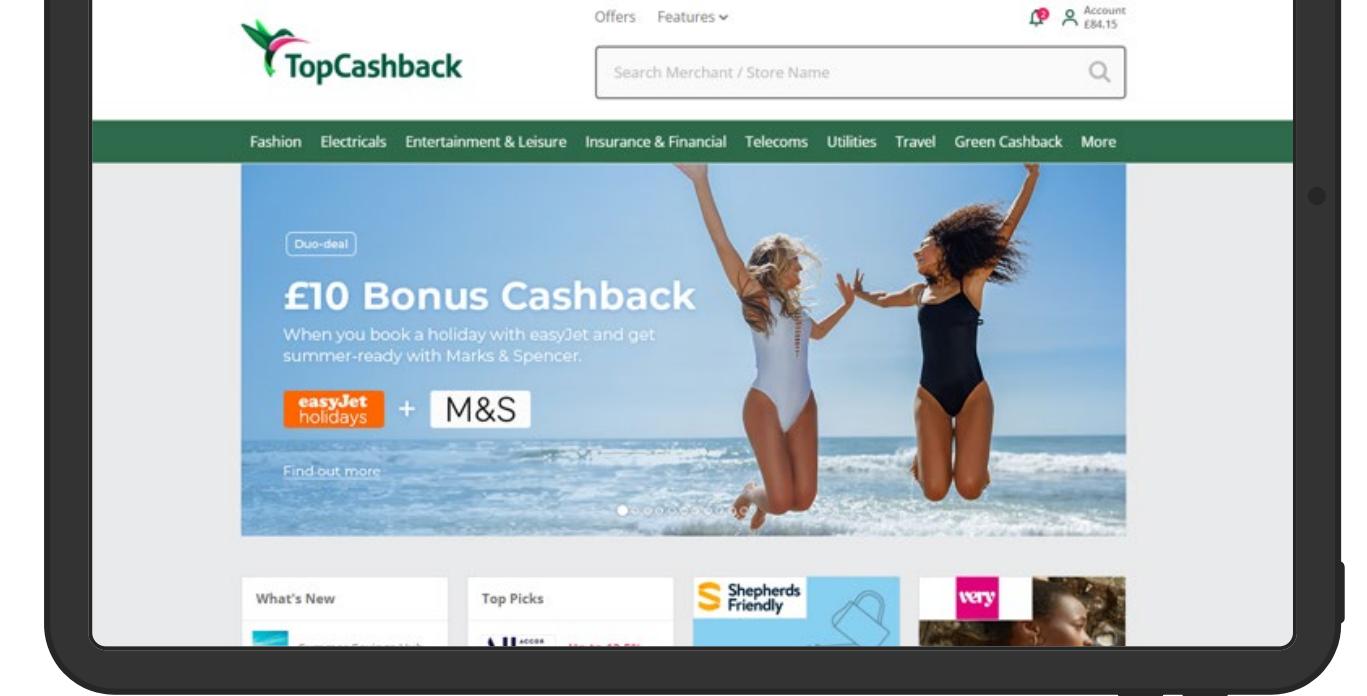 Offers Features
2
Account
£84.15
TopCashback
Search Merchant / Store Name
Fashion Electricals Entertainment & Leisure Insurance & Financial Telecoms Utilities Travel Green Cashback More
Duo-deal
£10 Bonus Cashback
When you book a holiday with easyJet and get
summer-ready with Marks & Spencer.
easyJet
holidays
+
M&S
Find out more
What's New
Top Picks
Shepherds
Friendly
very
ACCOR